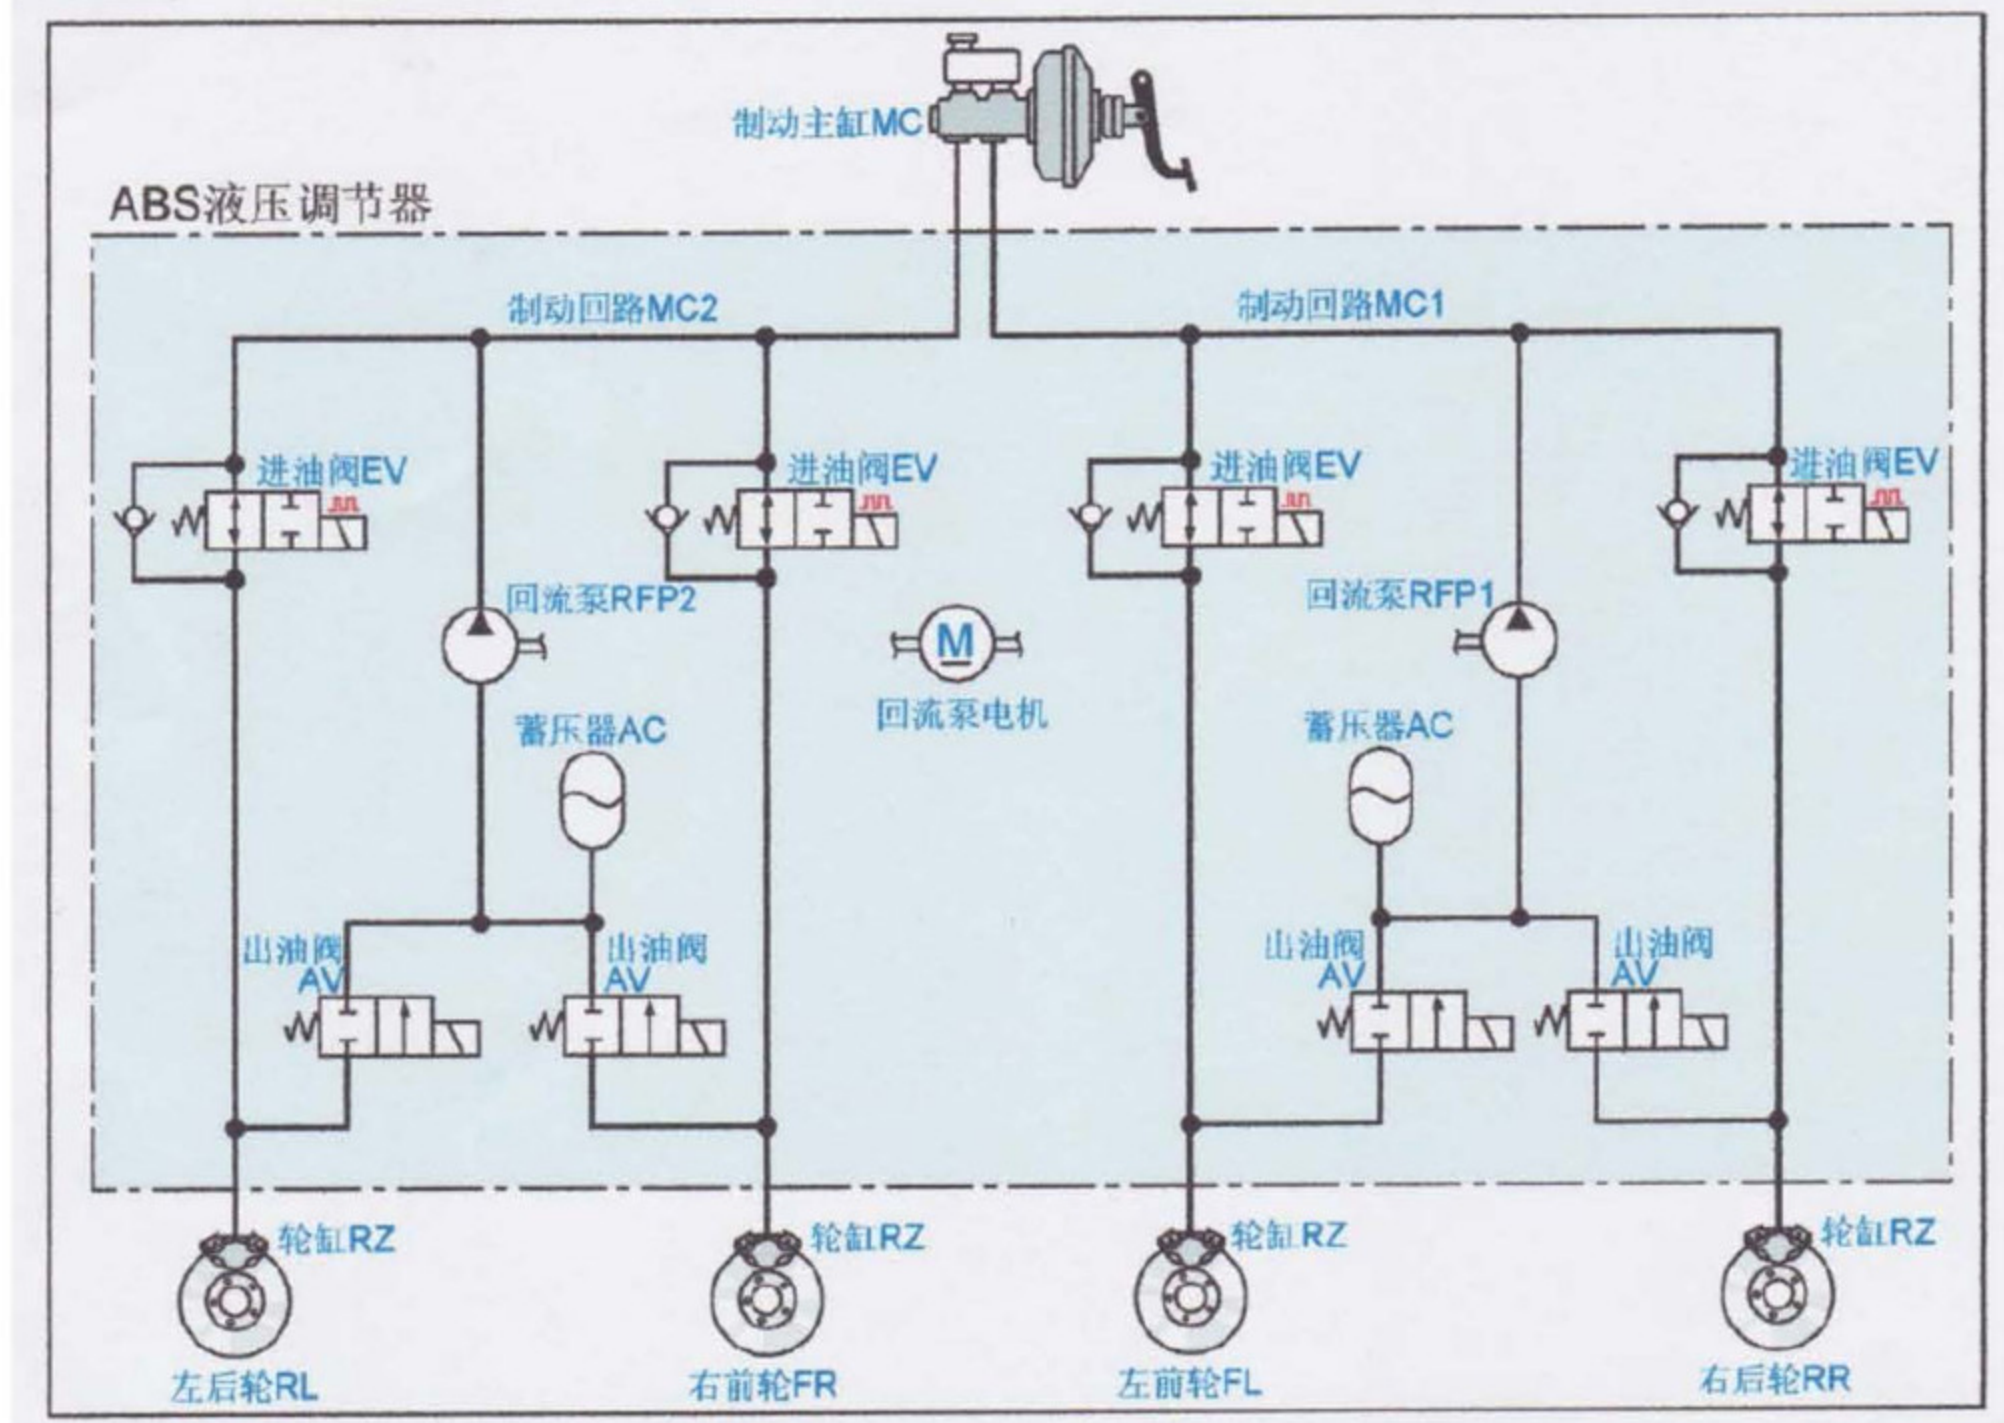 制动主缸MC
ABS液压调节器
制动回路MC2
制动回路MC1
进油阀EV
进油阀EV
进油阀EV
进油阀EV
回流泵RFP2
回流泵RFP1
M
回流泵电机
蓄压器AC
蓄压器AC
出油阀
AV
出油阀
AV
出油阀
AV
出油阀
AV
轮缸RZ
轮缸RZ
轮缸RZ
轮缸RZ
左后轮RL
右前轮FR
左前轮FL
右后轮RR